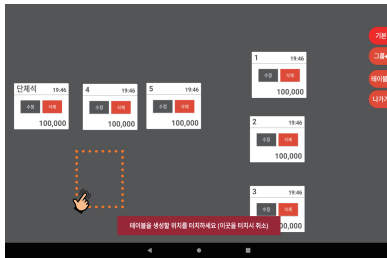 기본
1 19:46
그룹
수정 삭제
단체석 19:46
4 19:46
5 19:46
테이블
100,000
수정 삭제
수정 삭제
수정 삭제
나가기
100,000
100,000
100,000
2 19:46
수정 삭제
100,000
3 19:46
수정 삭제
테이블을 생성할 위치를 터치하세요 (이곳을 터치시 취소)
00,000